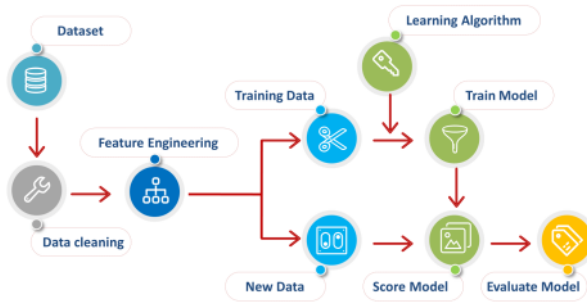 Dataset
Learning Algorithm
Training Data
Train Model
Feature Engineering
Data cleaning
New Data
Score Model
Evaluate Model